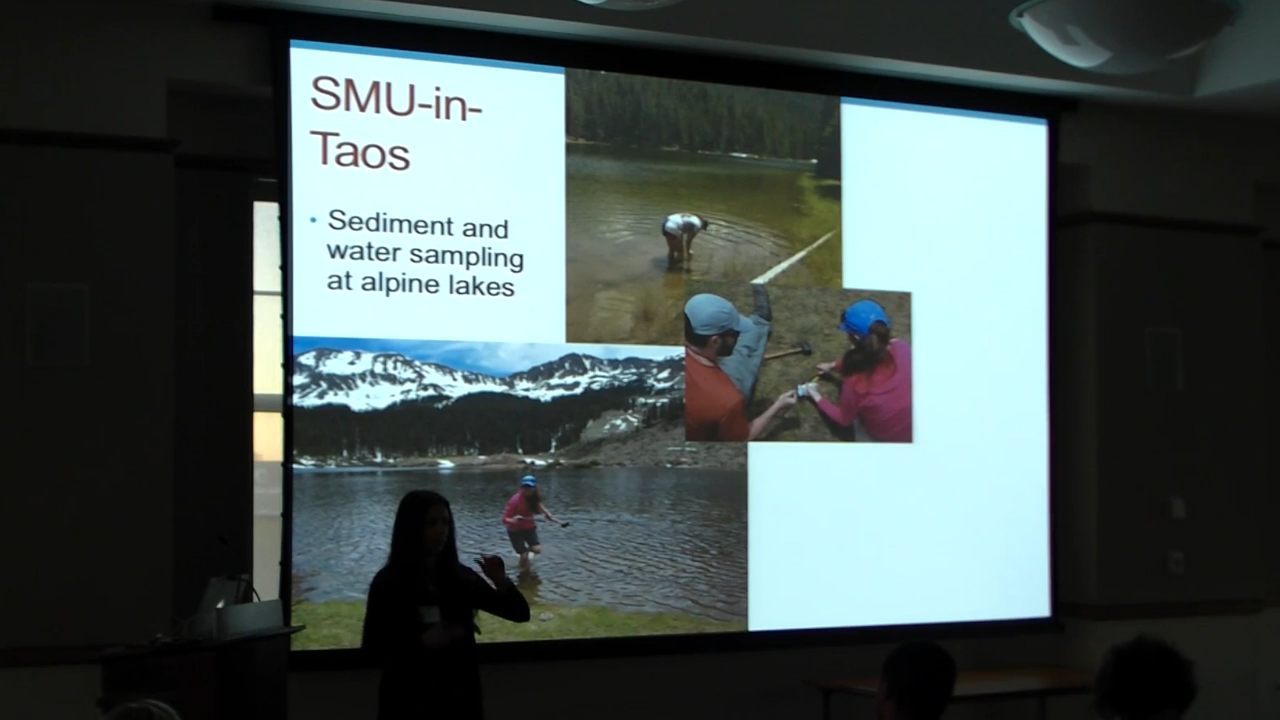 SMU-in-
Taos
• Sediment and
water sampling
at alpine lakes